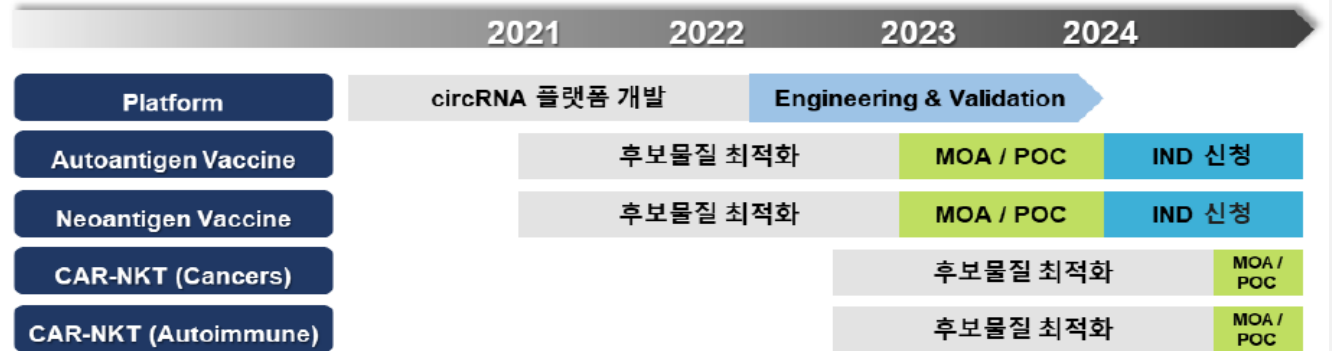 2021 2022 2023 2024
Platform circRNA 플랫폼 개발 Engineering & Validation
Autoantigen Vaccine 후보물질 최적화 MOA / POC IND 신청
Neoantigen Vaccine 후보물질 최적화 MOA / POC IND 신청
CAR-NKT (Cancers) 후보물질 최적화 MOA /
POC
CAR-NKT (Autoimmune) 후보물질 최적화 MOA /
POC